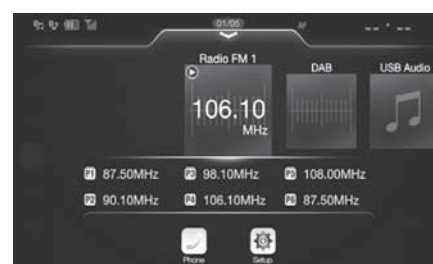 01/05 AF -- · --
Radio FM 1 DAB USB Audio
106.10
MHz
P1 87.50MHz P3 98.10MHz P5 108.00MHz
P2 90.10MHz P4 106.10MHz P6 87.50MHz
Phone Setup